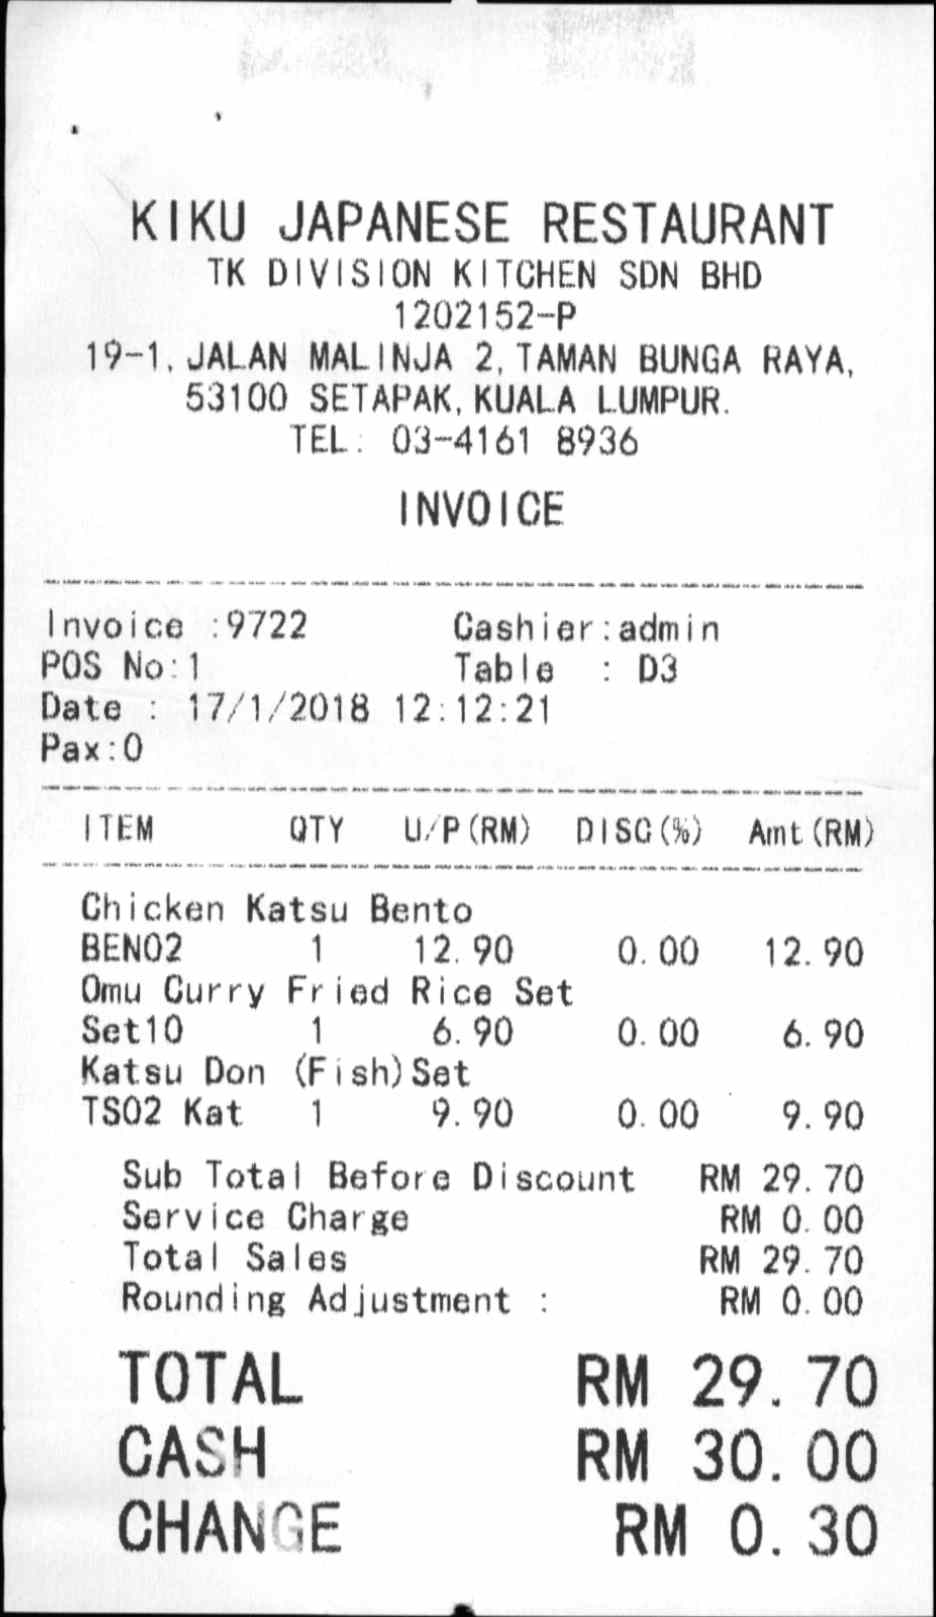 KIKU JAPANESE RESTAURANT
TK DIVISION KITCHEN SDN BHD
1202152-P
19-1, JALAN MALINJA 2, TAMAN BUNGA RAYA,
53100 SETAPAK, KUALA LUMPUR.
TEL: 03-4161 8936
INVOICE
Invoice :9722 Cashier:admin
POS No:1 Table : D3
Date : 17/1/2018 12:12:21
Pax:0
ITEM QTY U/P(RM) DISC(%) Amt(RM)
Chicken Katsu Bento
BEN02 1 12.90 0.00 12.90
Omu Curry Fried Rice Set
Set10 1 6.90 0.00 6.90
Katsu Don (Fish)Set
TS02 Kat 1 9.90 0.00 9.90
Sub Total Before Discount RM 29.70
Service Charge RM 0.00
Total Sales RM 29.70
Rounding Adjustment : RM 0.00
TOTAL RM 29.70
CASH RM 30.00
CHANGE RM 0.30